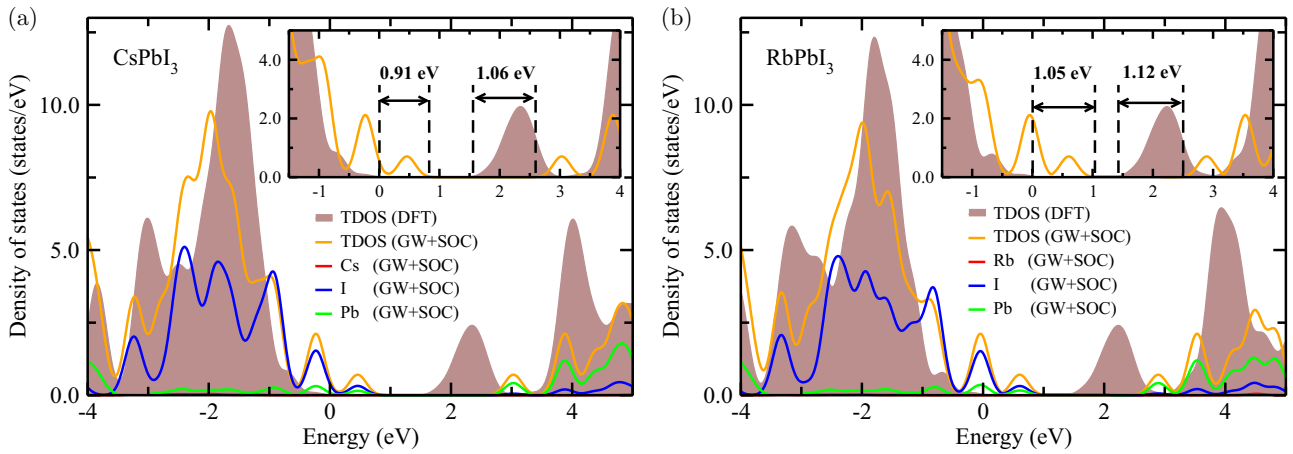 (a)
CsPbI3
Density of states (states/eV)
10.0
5.0
0.0
-4
-2
0
2
4
Energy (eV)
4.0
2.0
0.0
-1
0
1
2
3
4
0.91 eV
1.06 eV
TDOS (DFT)
TDOS (GW+SOC)
Cs (GW+SOC)
I (GW+SOC)
Pb (GW+SOC)
(b)
RbPbI3
Density of states (states/eV)
10.0
5.0
0.0
-4
-2
0
2
4
Energy (eV)
4.0
2.0
0.0
-1
0
1
2
3
4
1.05 eV
1.12 eV
TDOS (DFT)
TDOS (GW+SOC)
Rb (GW+SOC)
I (GW+SOC)
Pb (GW+SOC)